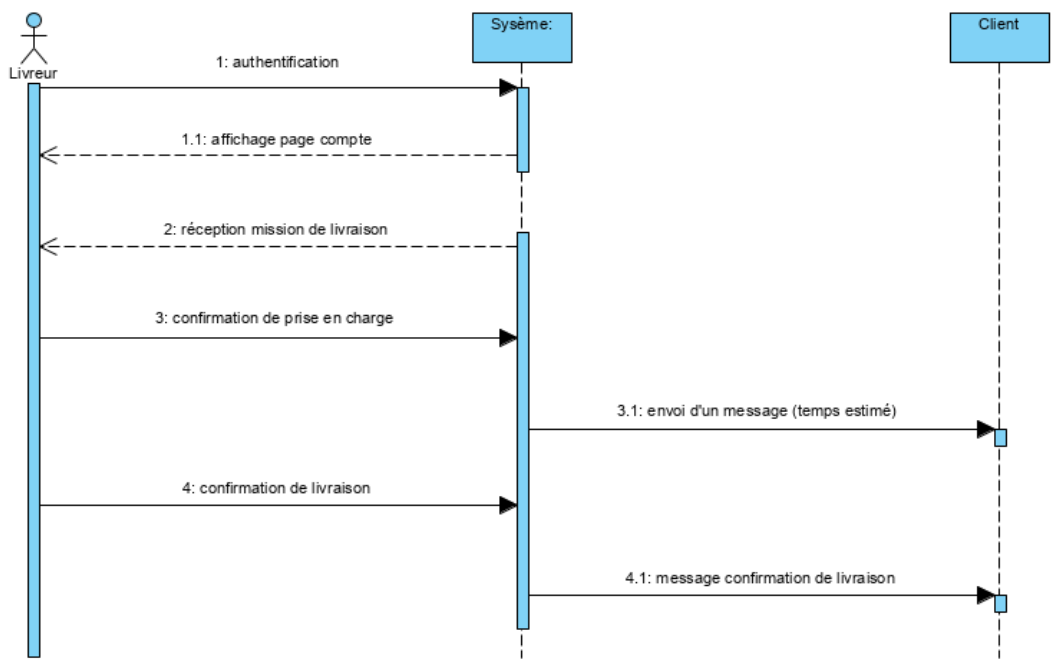 Sysème:
Client
Livreur
1: authentification
1.1: affichage page compte
2: réception mission de livraison
3: confirmation de prise en charge
3.1: envoi d'un message (temps estimé)
4: confirmation de livraison
4.1: message confirmation de livraison